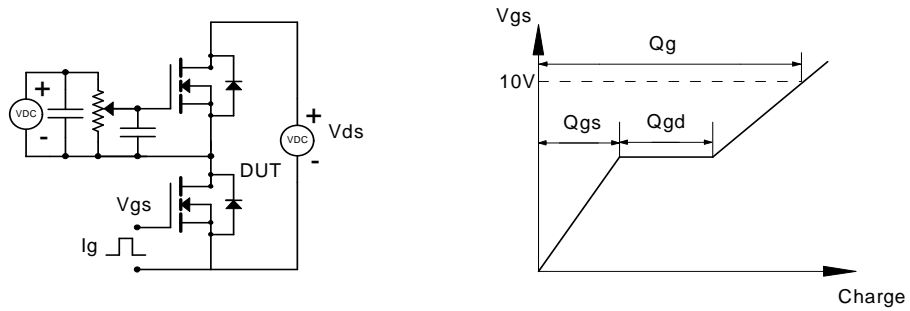 +
VDC
-
+
VDC
-
Vds
DUT
Vgs
Ig
Vgs
Qg
10V
Qgs
Qgd
Charge